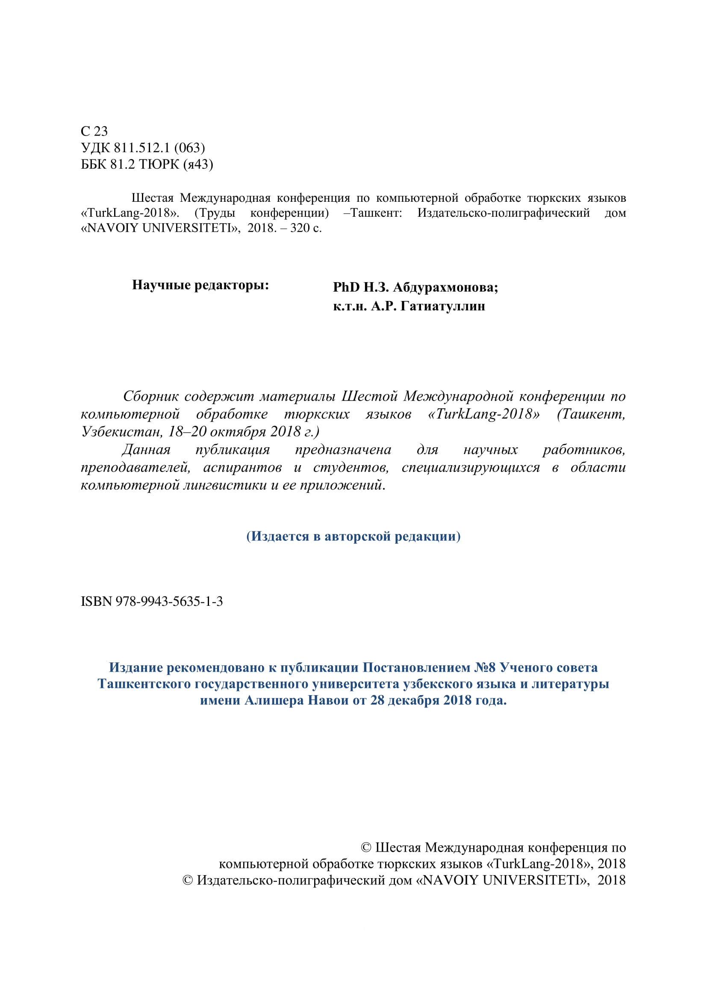 С 23
УДК 811.512.1 (063)
ББК 81.2 ТЮРК (я43)
Шестая Международная конференция по компьютерной обработке тюркских языков
«TurkLang-2018». (Труды конференции) –Ташкент: Издательско-полиграфический дом
«NAVOIY UNIVERSITETI», 2018. – 320 с.
Научные редакторы:
PhD Н.З. Абдурахмонова;
к.т.н. А.Р. Гатиатуллин
Сборник содержит материалы Шестой Международной конференции по
компьютерной обработке тюркских языков «TurkLang-2018» (Ташкент,
Узбекистан, 18–20 октября 2018 г.)
Данная публикация предназначена для научных работников,
преподавателей, аспирантов и студентов, специализирующихся в области
компьютерной лингвистики и ее приложений.
(Издается в авторской редакции)
ISBN 978-9943-5635-1-3
Издание рекомендовано к публикации Постановлением №8 Ученого совета
Ташкентского государственного университета узбекского языка и литературы
имени Алишера Навои от 28 декабря 2018 года.
© Шестая Международная конференция по
компьютерной обработке тюркских языков «TurkLang-2018», 2018
© Издательско-полиграфический дом «NAVOIY UNIVERSITETI», 2018